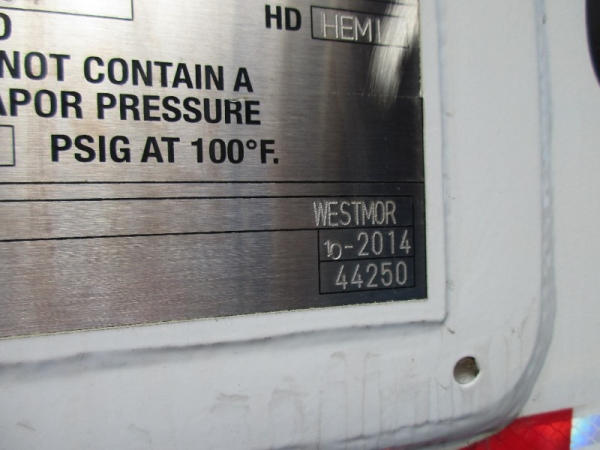 HD HEMI
NOT CONTAIN A
APOR PRESSURE
PSIG AT 100°F.
WESTMOR
10-2014
44250